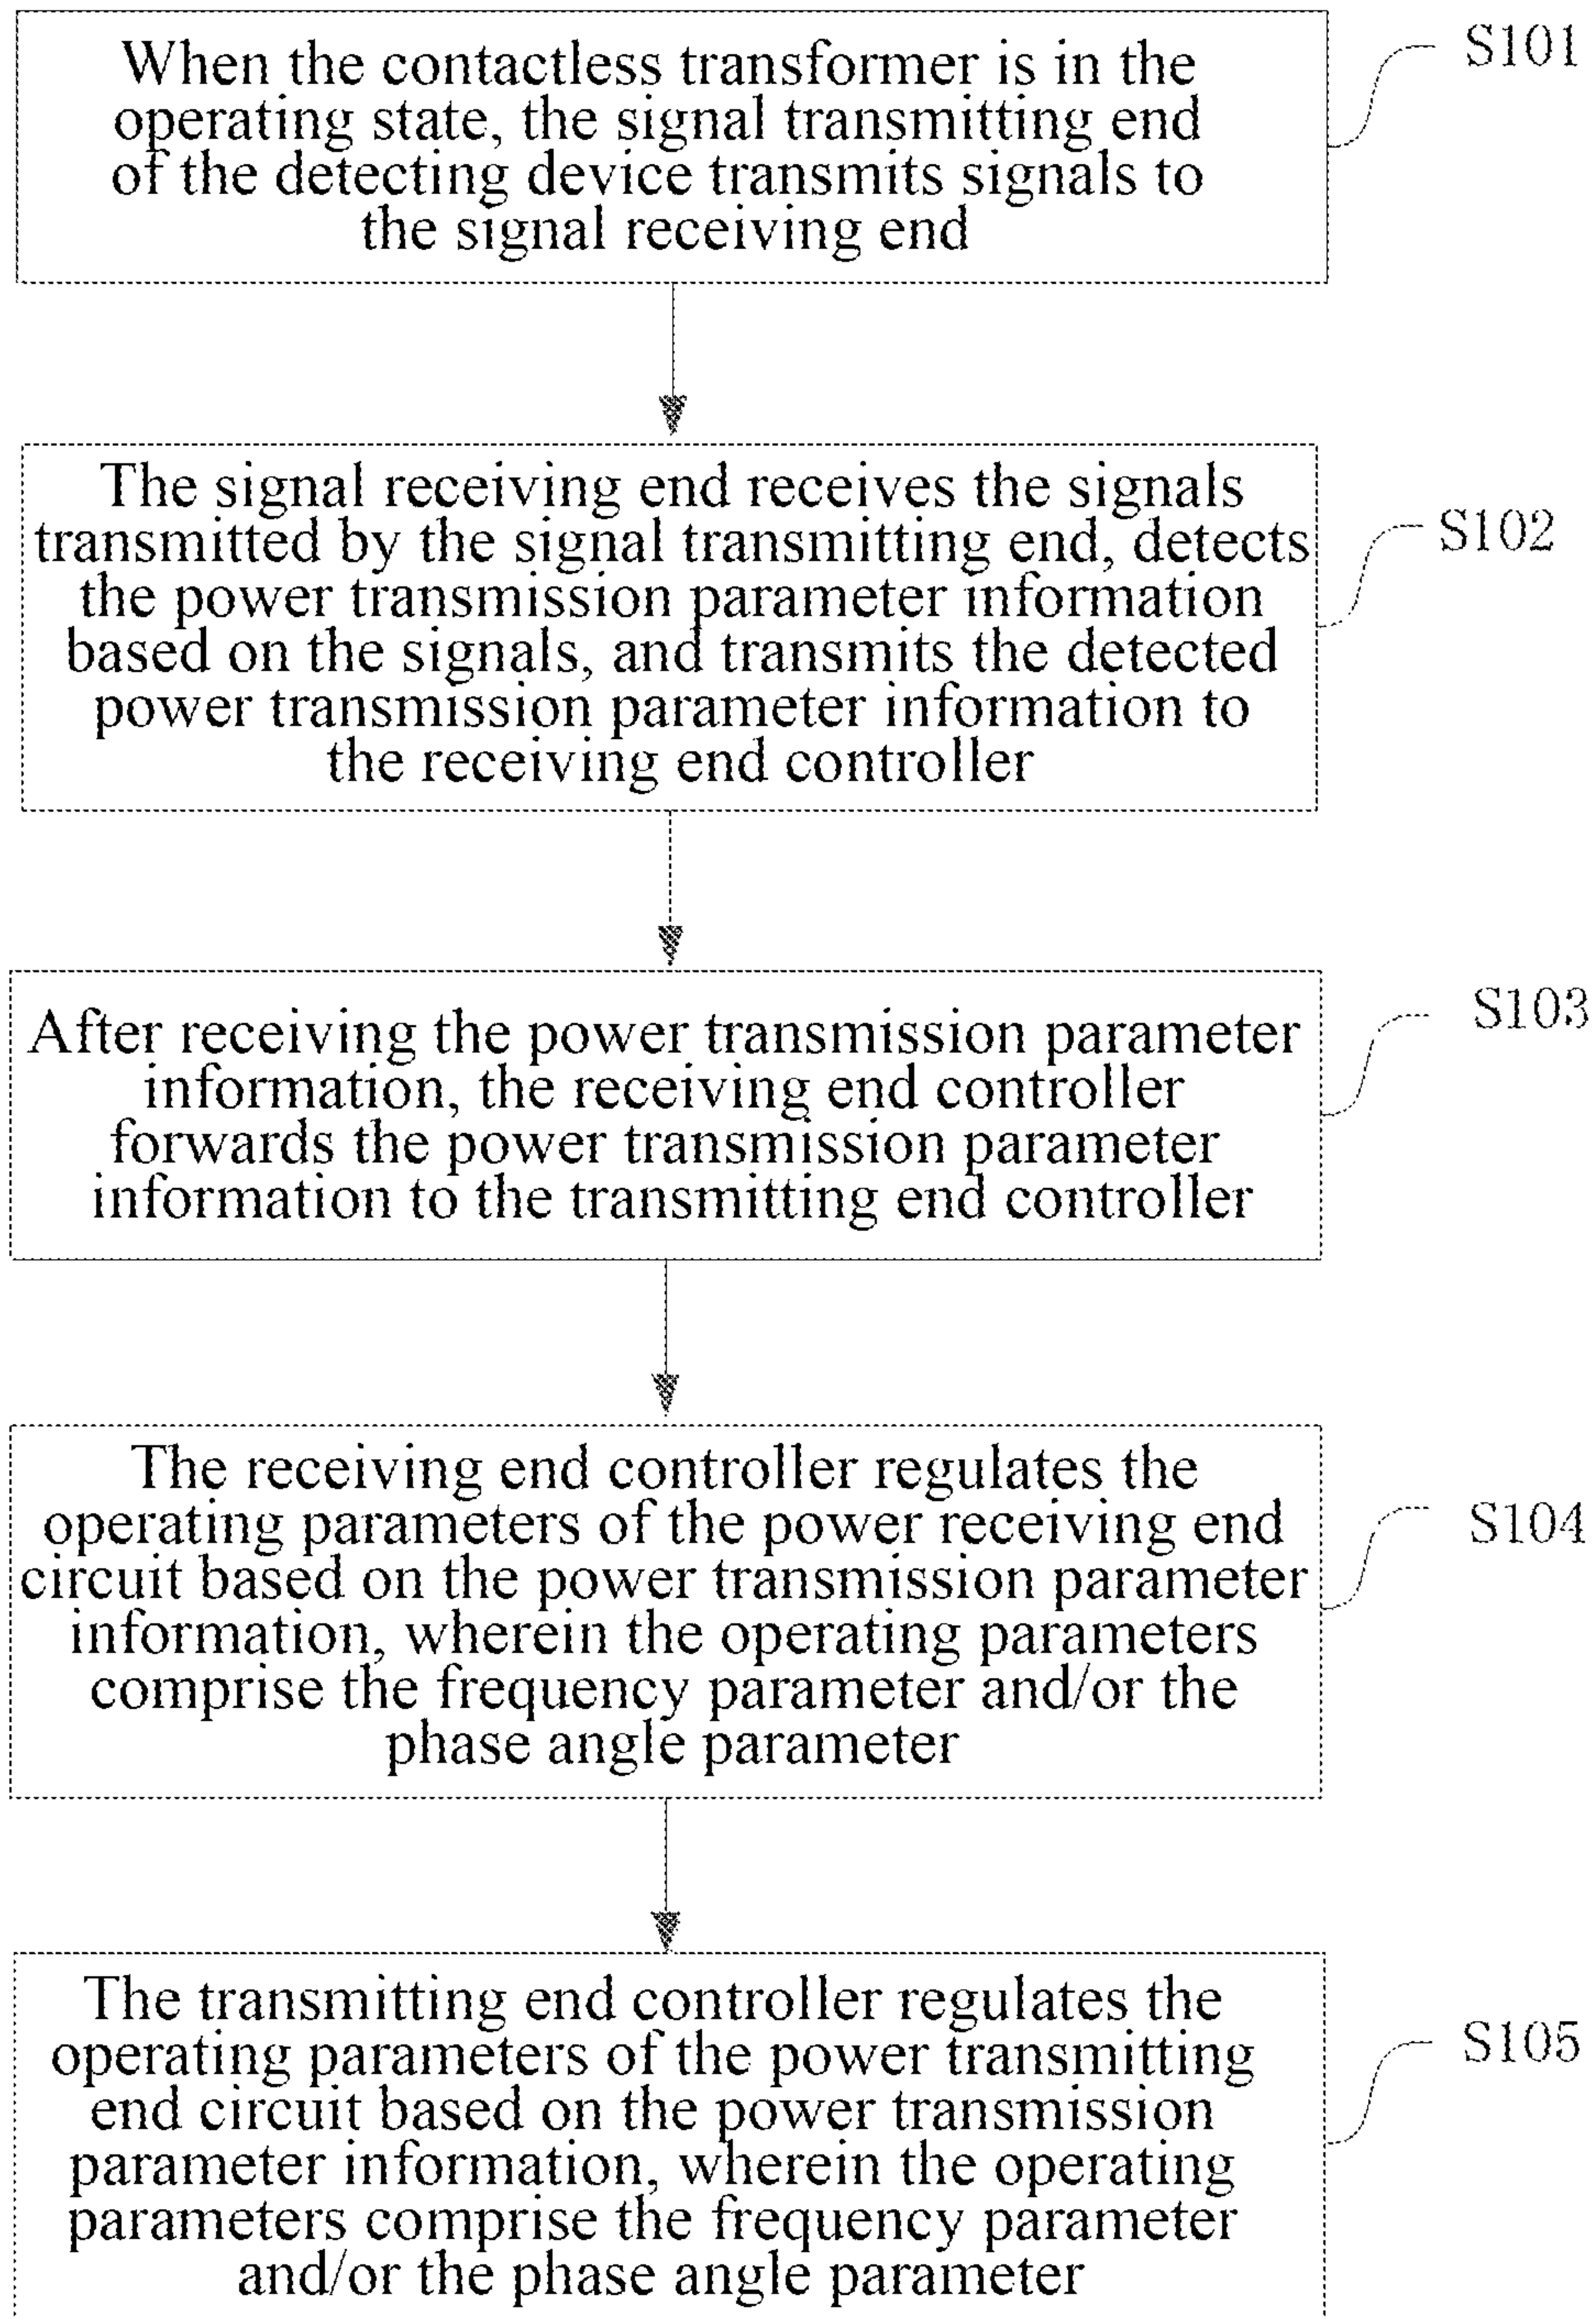 When the contactless transformer is in the
operating state, the signal transmitting end
of the detecting device transmits signals to
the signal receiving end
S101
The signal receiving end receives the signals
transmitted by the signal transmitting end, detects
the power transmission parameter information
based on the signals, and transmits the detected
power transmission parameter information to
the receiving end controller
S102
After receiving the power transmission parameter
information, the receiving end controller
forwards the power transmission parameter
information to the transmitting end controller
S103
The receiving end controller regulates the
operating parameters of the power receiving end
circuit based on the power transmission parameter
information, wherein the operating parameters
comprise the frequency parameter and/or the
phase angle parameter
S104
The transmitting end controller regulates the
operating parameters of the power transmitting
end circuit based on the power transmission
parameter information, wherein the operating
parameters comprise the frequency parameter
and/or the phase angle parameter
S105